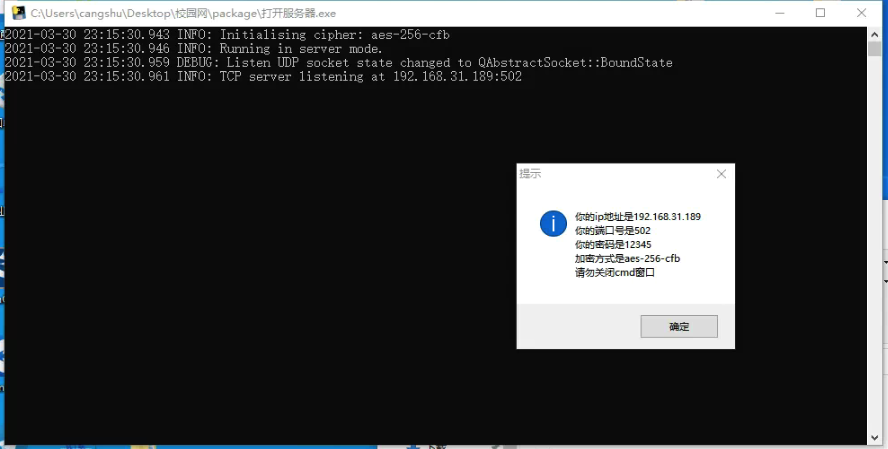 C:\Users\cangshu\Desktop\校园网\package\打开服务器.exe
2021-03-30 23:15:30.943 INFO: Initialising cipher: aes-256-cfb
2021-03-30 23:15:30.946 INFO: Running in server mode.
2021-03-30 23:15:30.959 DEBUG: Listen UDP socket state changed to QAbstractSocket::BoundState
2021-03-30 23:15:30.961 INFO: TCP server listening at 192.168.31.189:502
提示
你的ip地址是192.168.31.189
你的端口号是502
你的密码是12345
加密方式是aes-256-cfb
请勿关闭cmd窗口
确定